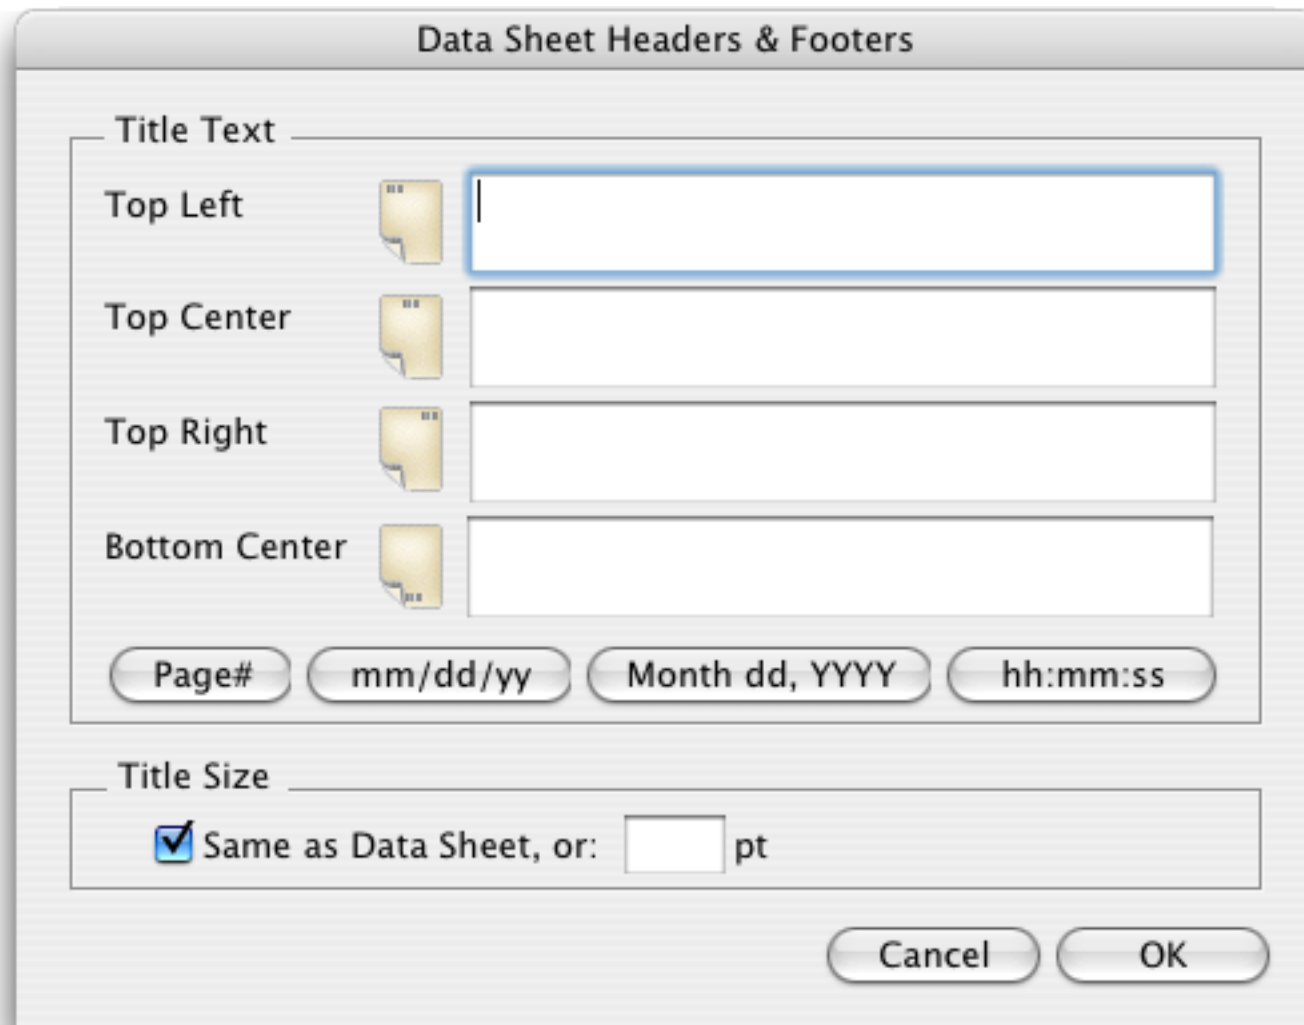 Data Sheet Headers & Footers
Title Text
Top Left
Top Center
Top Right
Bottom Center
Page# mm/dd/yy Month dd, YYYY hh:mm:ss
Title Size
Same as Data Sheet, or: pt
Cancel OK